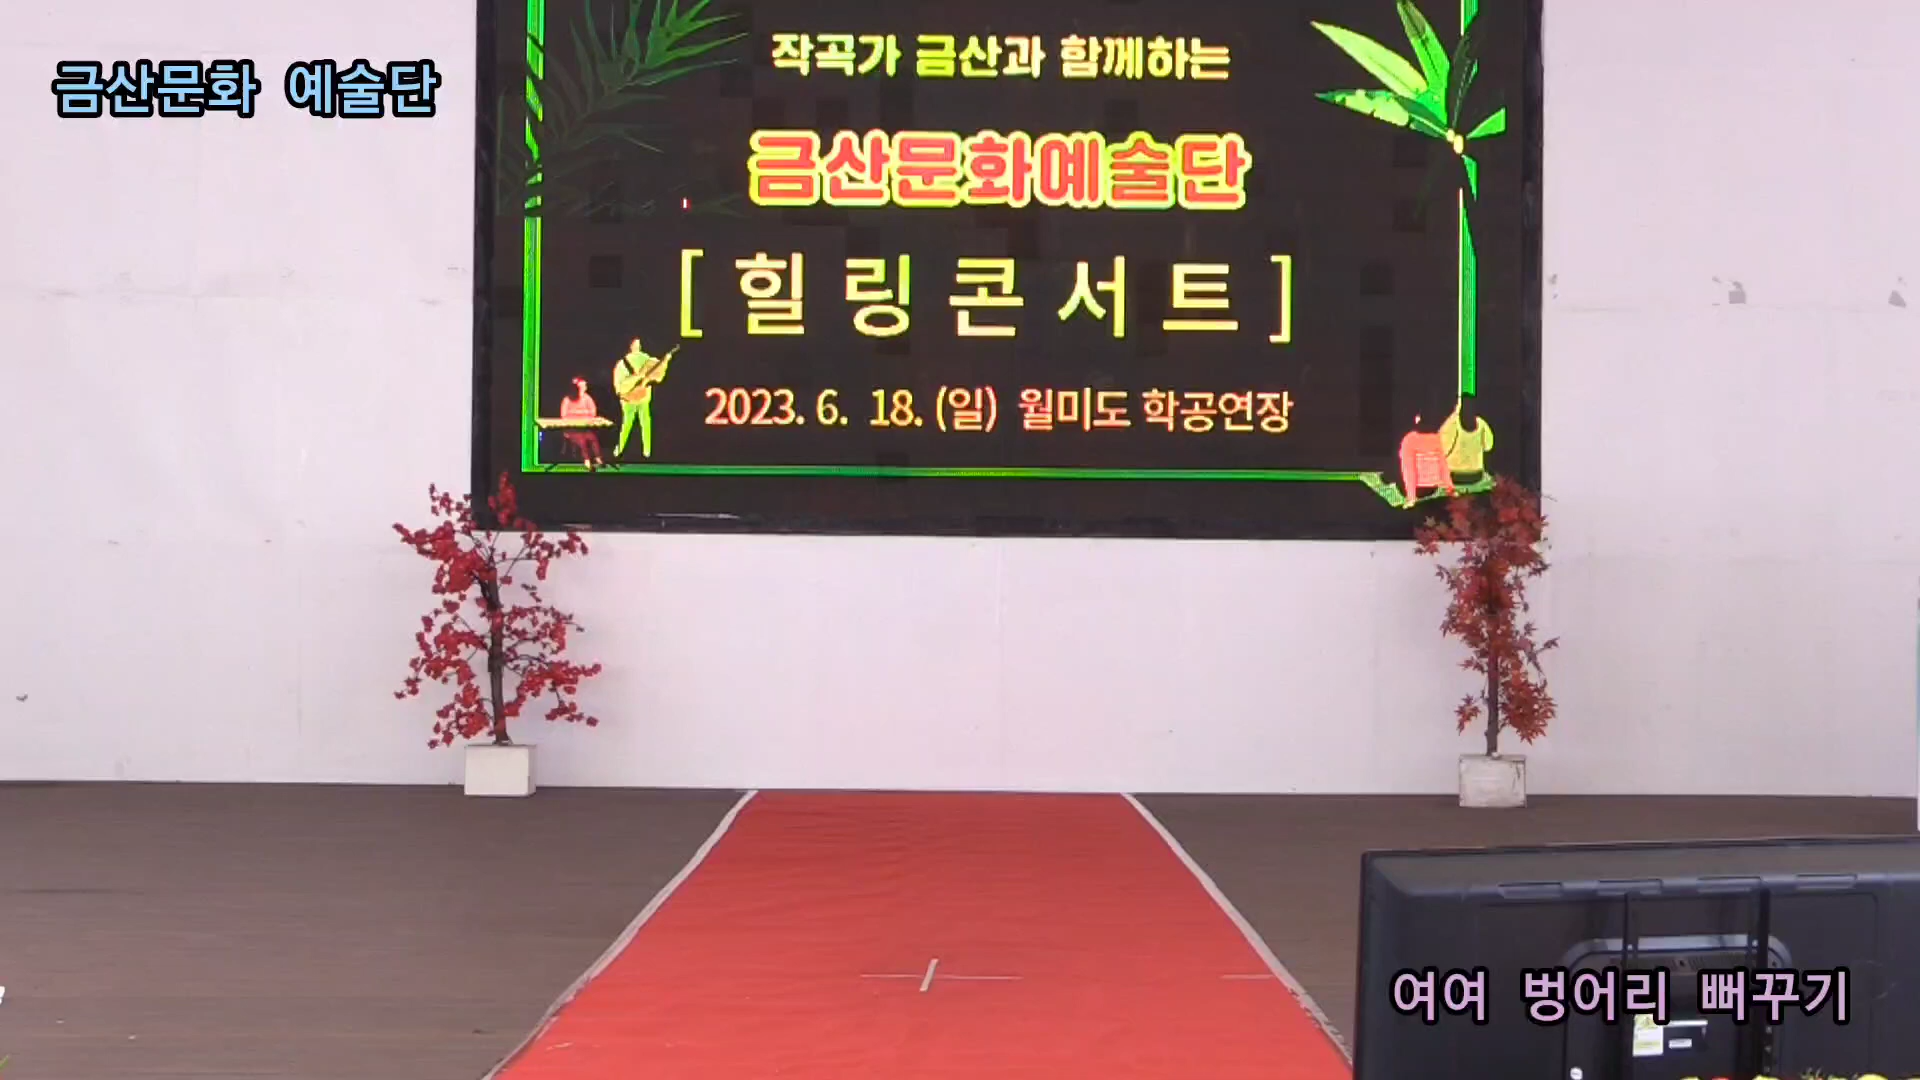 금산문화 예술단
작곡가 금산과 함께하는
금산문화예술단
[ 힐 링 콘 서 트 ]
2023. 6. 18. (일) 월미도 학공연장
여여 벙어리 뻐꾸기